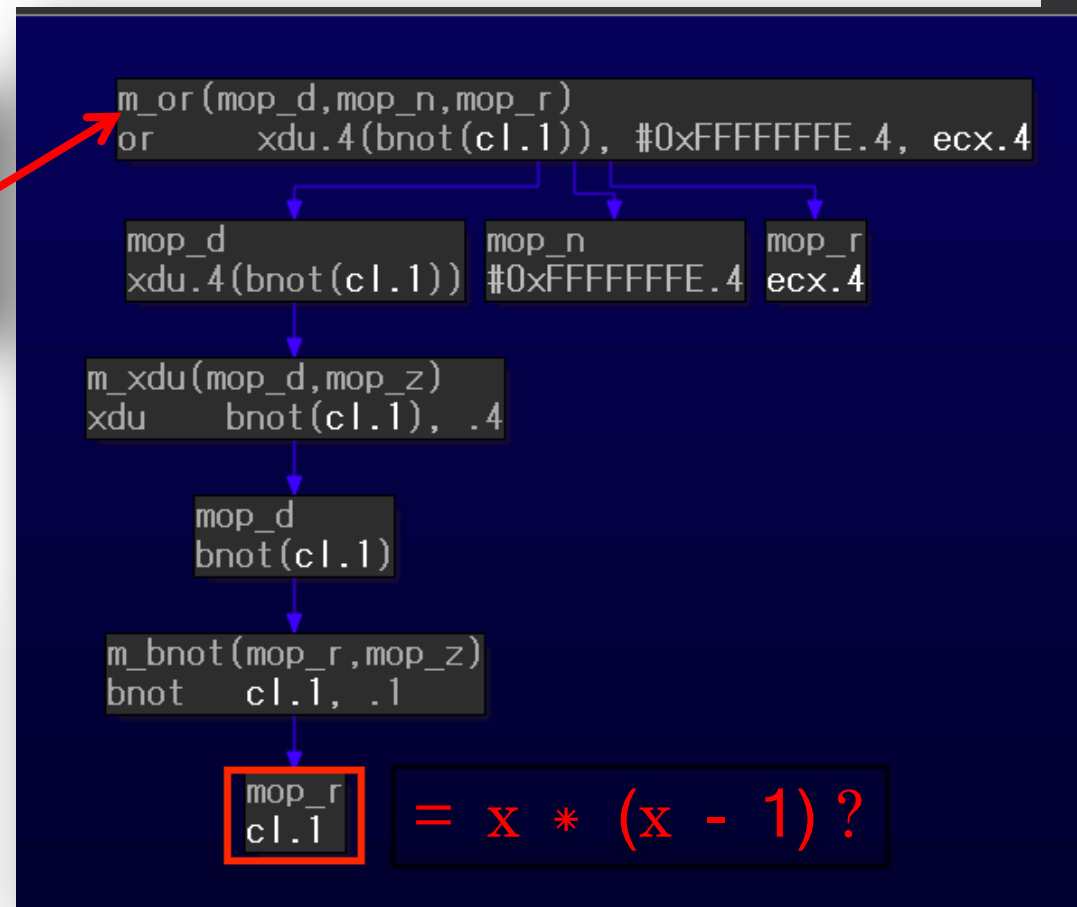 m_or(mop_d,mop_n,mop_r)
or xdu.4(bnot(cl.1)), #0xFFFFFFFE.4, ecx.4
mop_d
xdu.4(bnot(cl.1))
mop_n
#0xFFFFFFFE.4
mop_r
ecx.4
m_xdu(mop_d,mop_z)
xdu bnot(cl.1), .4
mop_d
bnot(cl.1)
m_bnot(mop_r,mop_z)
bnot cl.1, .1
mop_r
cl.1
= x * (x - 1)?